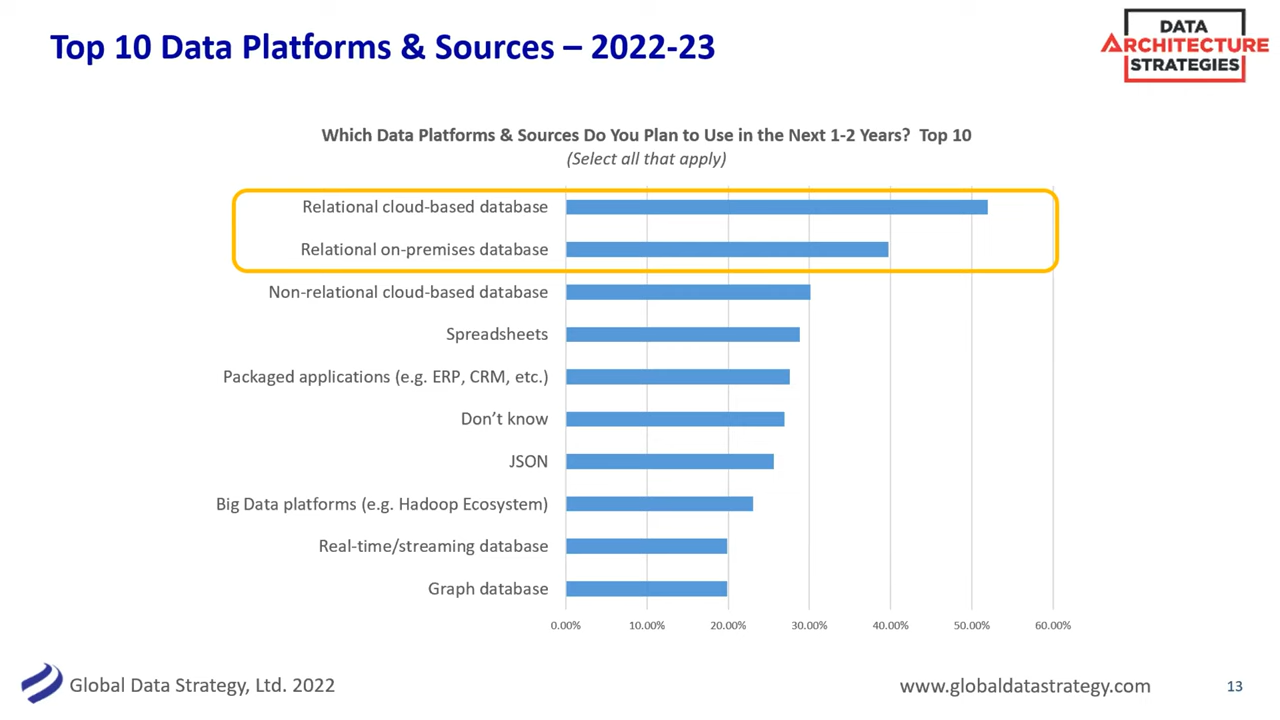 Top 10 Data Platforms & Sources – 2022-23
DATA
ARCHITECTURE
STRATEGIES
Which Data Platforms & Sources Do You Plan to Use in the Next 1-2 Years?  Top 10
(Select all that apply)
Relational cloud-based database
Relational on-premises database
Non-relational cloud-based database
Spreadsheets
Packaged applications (e.g. ERP, CRM, etc.)
Don’t know
JSON
Big Data platforms (e.g. Hadoop Ecosystem)
Real-time/streaming database
Graph database
0.00% 10.00% 20.00% 30.00% 40.00% 50.00% 60.00%
Global Data Strategy, Ltd. 2022
www.globaldatastrategy.com
13